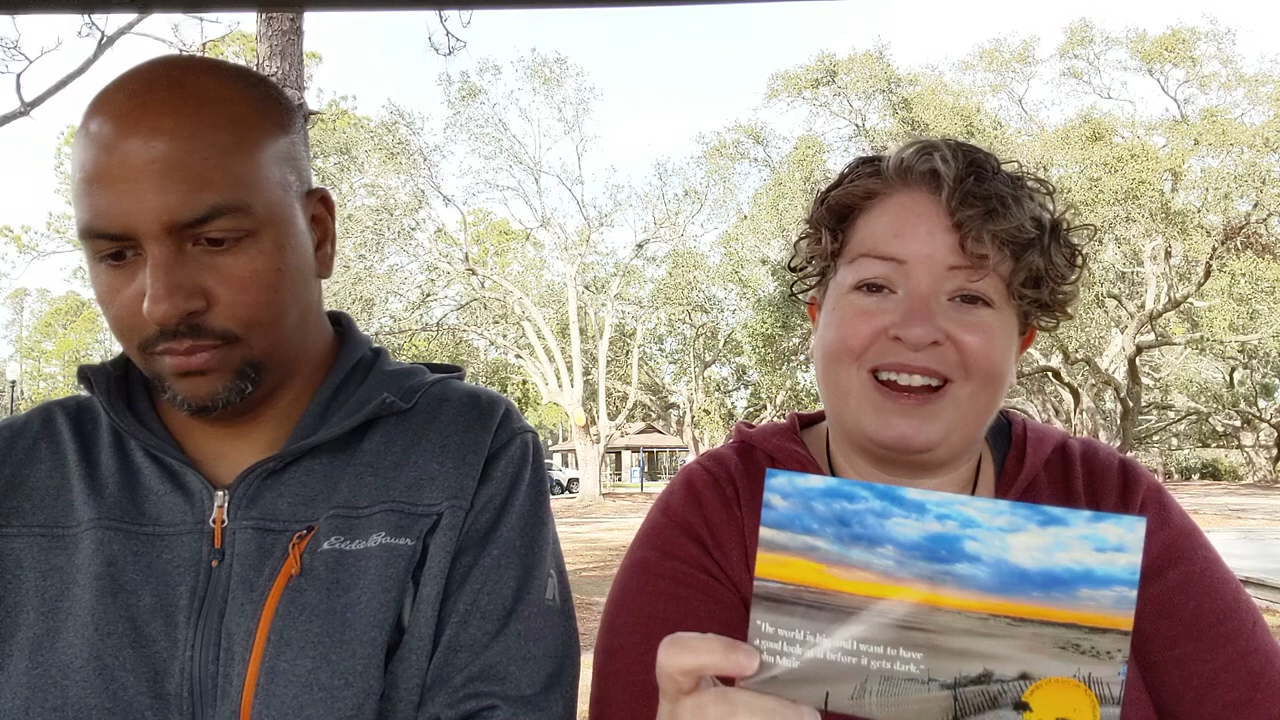 Eddie Bauer
"The world is big and I want to have
a good look at it before it gets dark."
John Muir